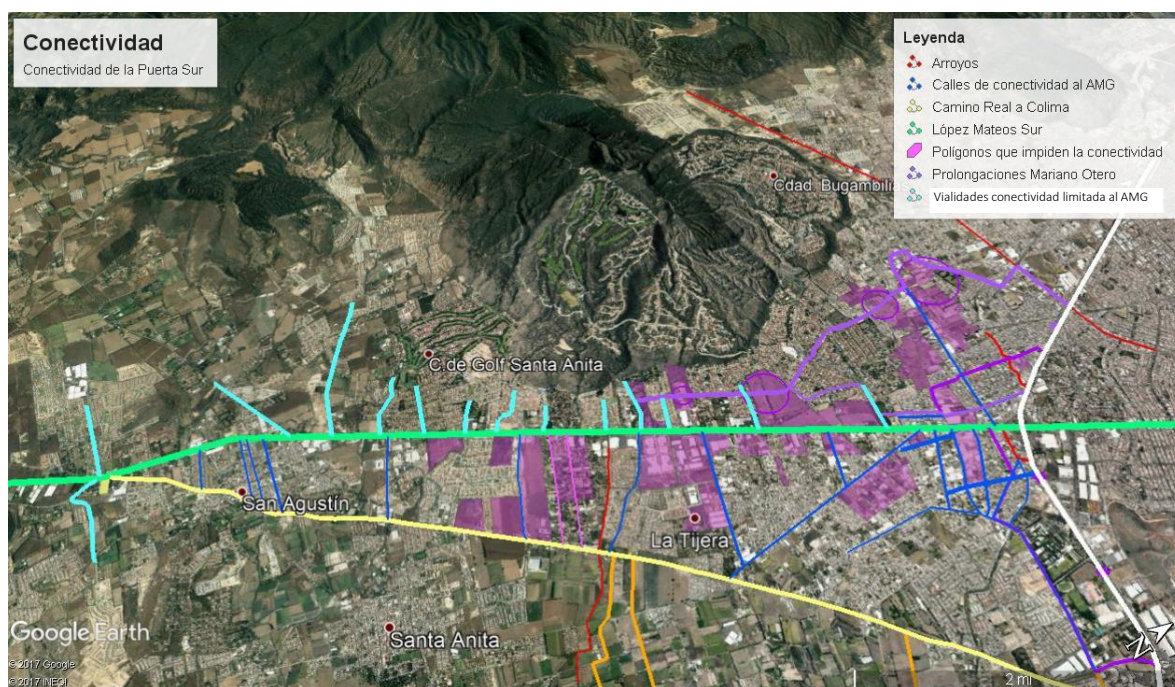 Conectividad
Conectividad de la Puerta Sur
Leyenda
Arroyos
Calles de conectividad al AMG
Camino Real a Colima
López Mateos Sur
Polígonos que impiden la conectividad
Prolongaciones Mariano Otero
Vialidades conectividad limitada al AMG
Cdad. Bugambilias
C.de Golf Santa Anita
San Agustín
La Tijera
Santa Anita
Google Earth
© 2017 Google
© 2017 INEGI
2 mi
N